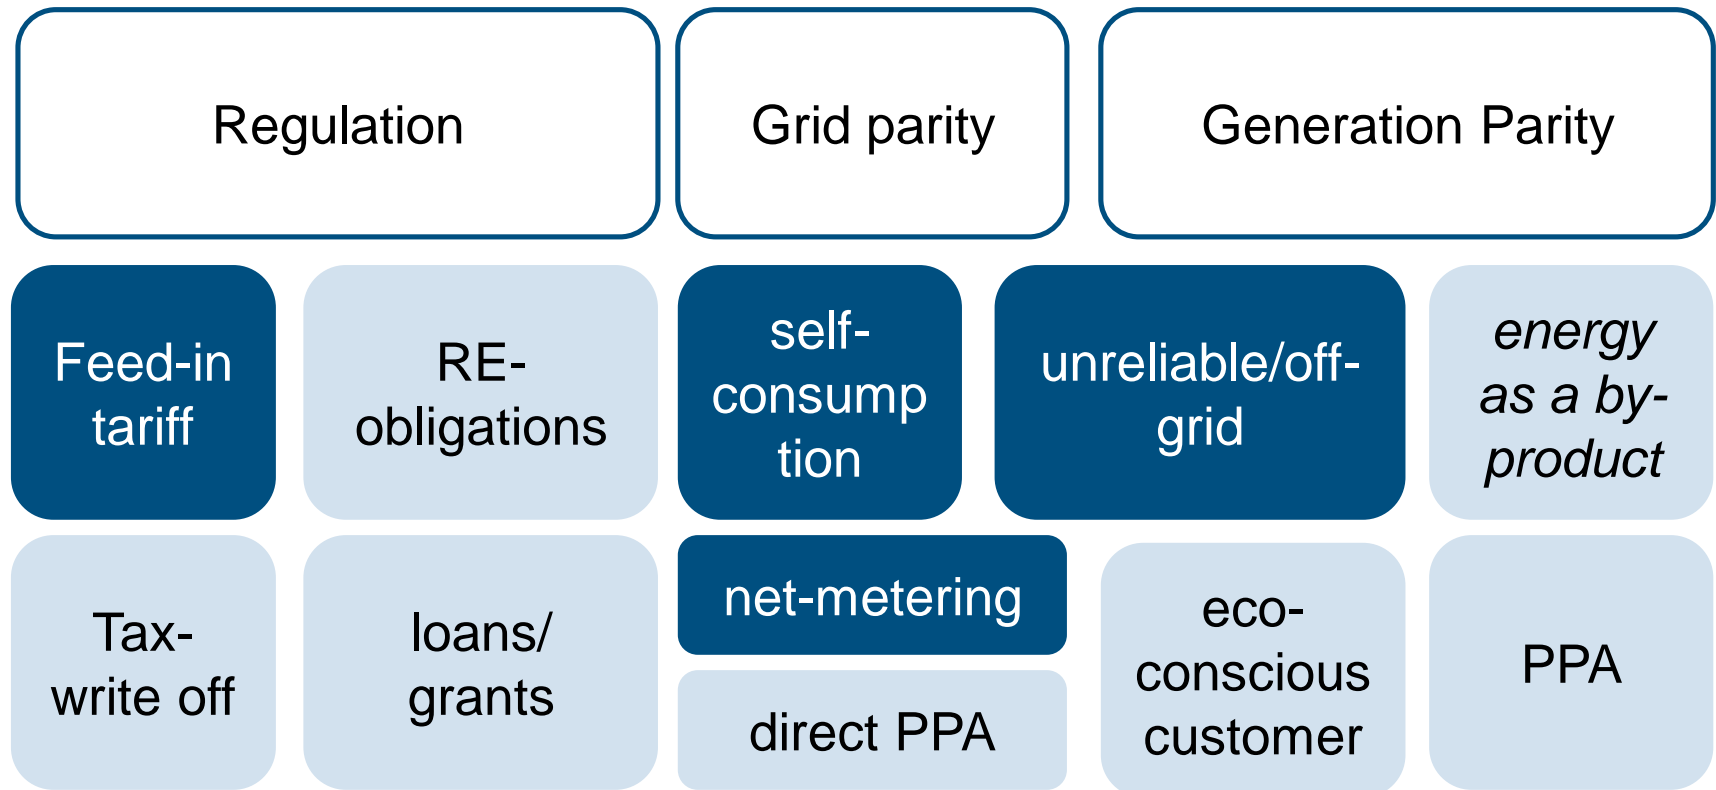 Regulation
Grid parity
Generation Parity
Feed-in
tariff
RE-
obligations
self-
consump
tion
unreliable/off-
grid
energy
as a by-
product
Tax-
write off
loans/
grants
net-metering
direct PPA
eco-
conscious
customer
PPA